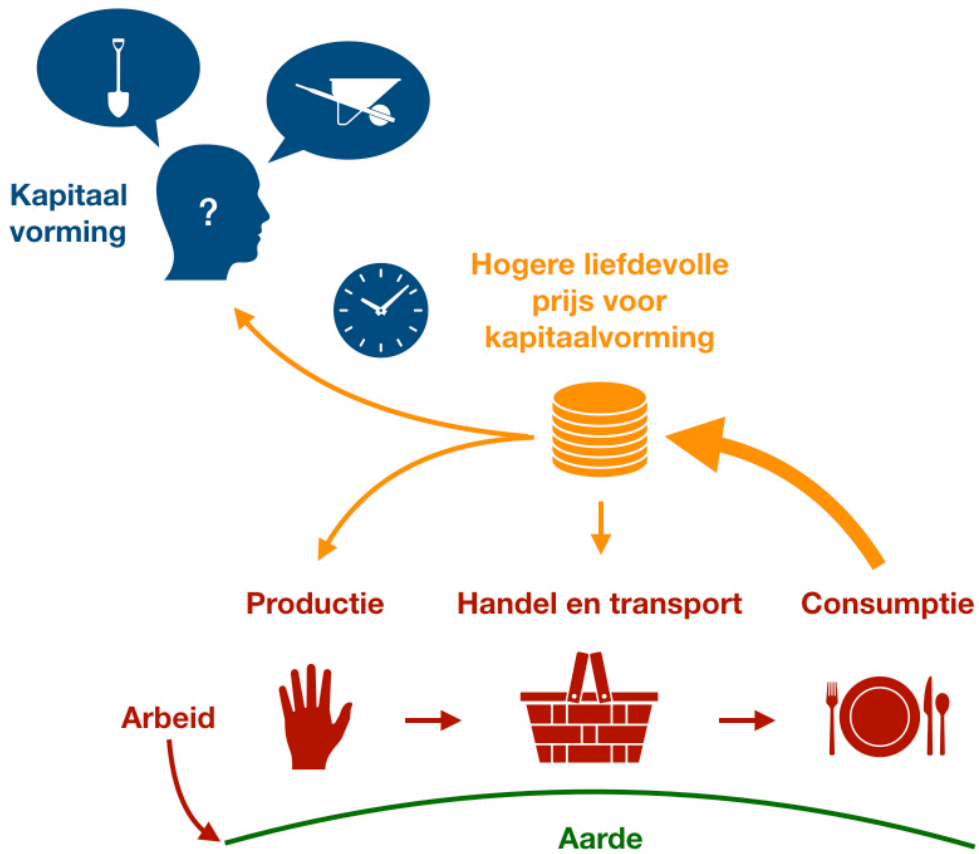 Kapitaal
vorming
?
Hogere liefdevolle
prijs voor
kapitaalvorming
Productie
Handel en transport
Consumptie
Arbeid
Aarde